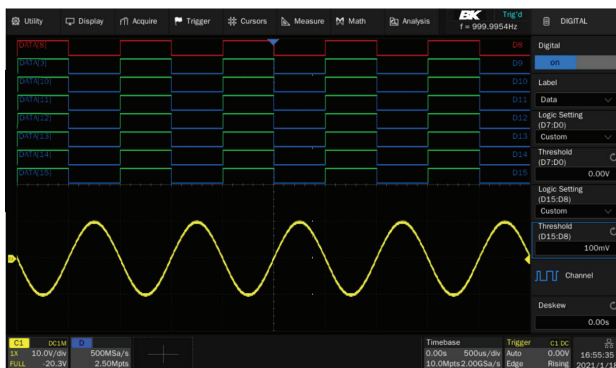 Utility Display Acquire Trigger Cursors Measure Math Analysis BK Trig'd
f = 999.9954Hz
DIGITAL
DATA[8] D8
DATA[3] D9
DATA[10] D10
DATA[11] D11
DATA[12] D12
DATA[13] D13
DATA[14] D14
DATA[15] D15
Digital
on
Label
Data
Logic Setting
(D7:D0)
Custom
Threshold
(D7:D0)
0.00V
Logic Setting
(D15:D8)
Custom
Threshold
(D15:D8)
100mV
Channel
Deskew
0.00s
C1 DC1M
1X 10.0V/div
FULL -20.3V
D
500MSa/s
2.50Mpts
Timebase
0.00s 500us/div
10.0Mpts 2.00GSa/s
Trigger C1 DC
Auto 0.00V
Edge Rising
16:55:35
2021/1/18